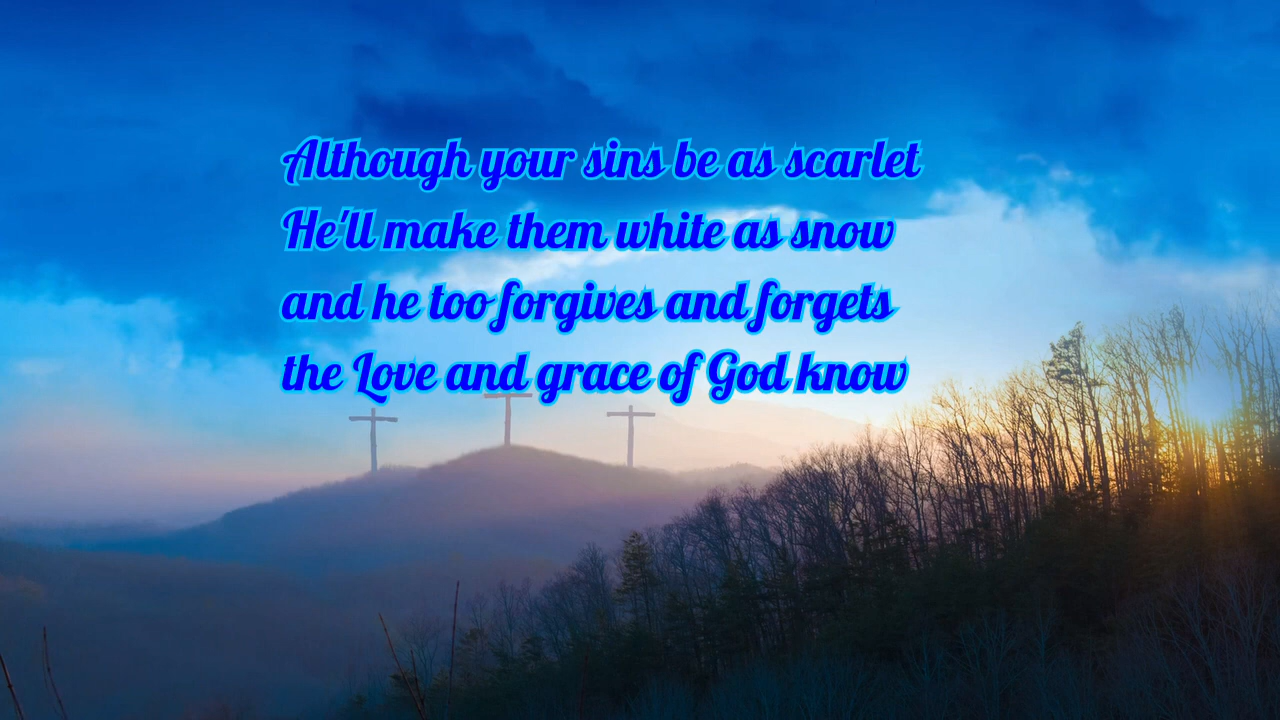 Although your sins be as scarlet
He'll make them white as snow
and he too forgives and forgets
the Love and grace of God know